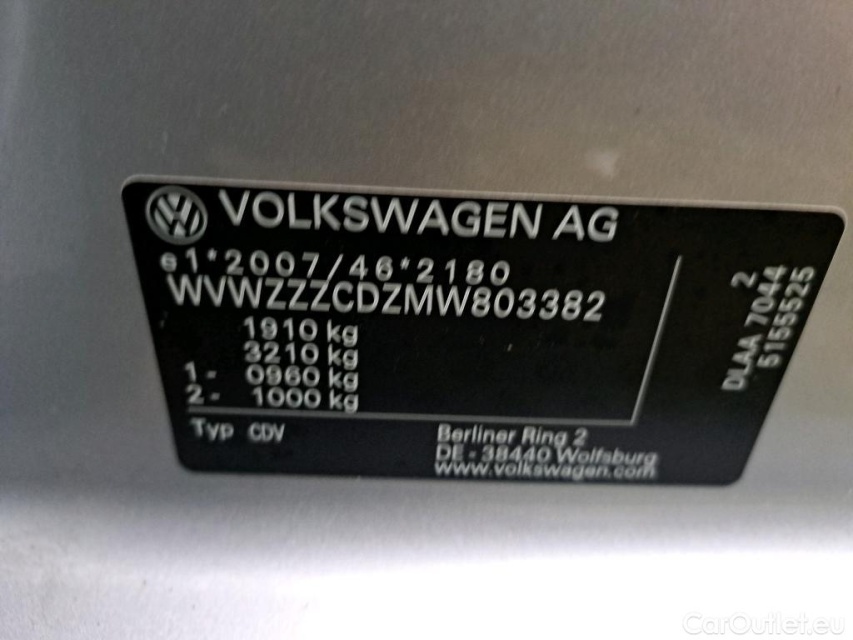 VOLKSWAGEN AG
e1*2007/46*2180
WVWZZZCDZMW803382
1910 kg
3210 kg
1- 0960 kg
2- 1000 kg
Typ CDV
Berliner Ring 2
DE - 38440 Wolfsburg
www.volkswagen.com
2
DLAA 7044
5155525
CarOutlet.eu